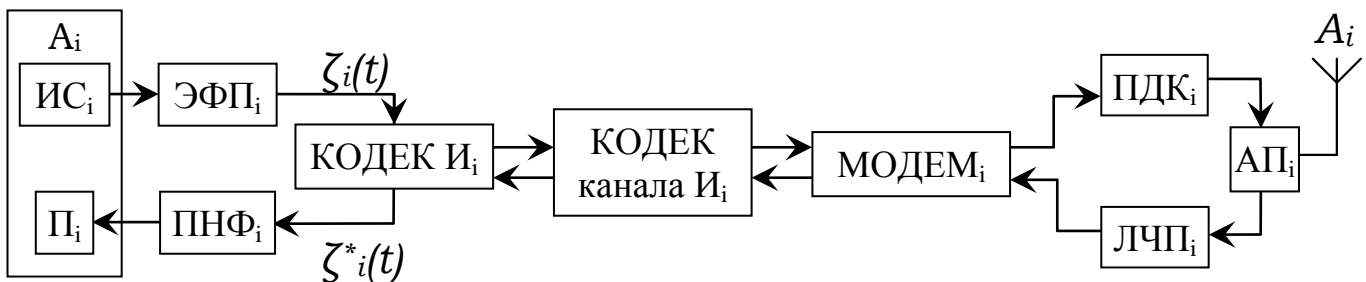 Aᵢ
ИСᵢ
ЭФПᵢ
ζᵢ(t)
КОДЕК Иᵢ
КОДЕК
канала Иᵢ
МОДЕМᵢ
ПДКᵢ
АПᵢ
Aᵢ
ЛЧПᵢ
Пᵢ
ПНФᵢ
ζ*ᵢ(t)